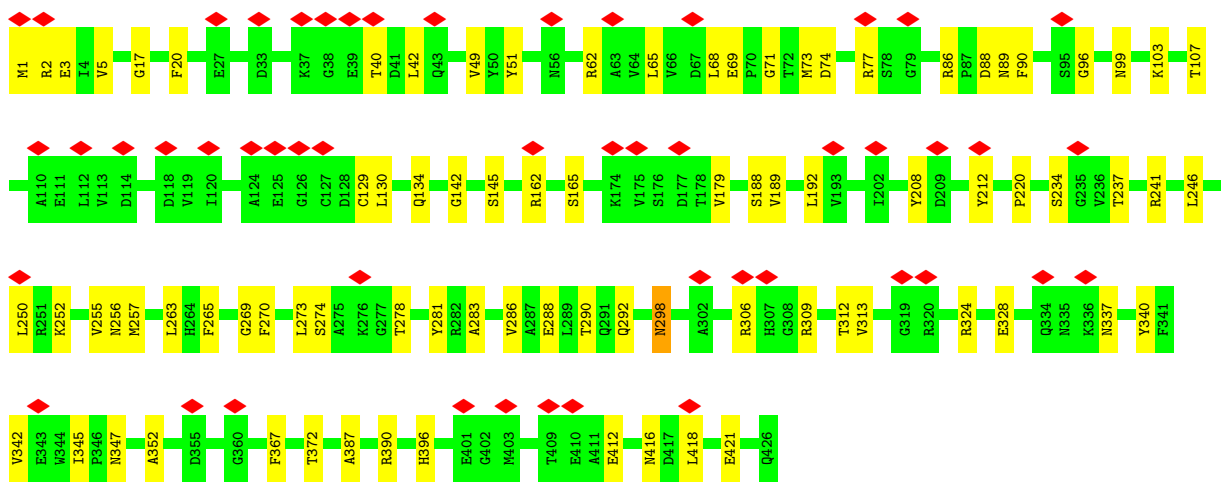 M1 R2 E3 I4 V5 G17 F20 E27 D33 K37 G38 E39 T40 D41 L42 Q43 V49 Y50 Y51 N56 R62 A63 V64 L65 V66 D67 L68 E69 P70 G71 T72 M73 D74 R77 S78 G79 R86 P87 D88 N89 F90 S95 G96 N99 K103 T107
A110 E111 L112 V113 D114 D118 V119 I120 A124 E125 G126 C127 D128 C129 L130 Q134 G142 S145 R162 S165 K174 V175 S176 D177 T178 V179 S188 V189 L192 V193 I202 Y208 D209 Y212 P220 S234 G235 V236 T237 R241 L246
L250 R251 K252 V255 N256 M257 L263 H264 F265 G269 F270 L273 S274 A275 K276 G277 T278 Y281 R282 A283 V286 A287 E288 L289 T290 Q291 Q292 N298 A302 R306 H307 G308 R309 T312 V313 G319 R320 R324 E328 Q334 N335 K336 N337 Y340 F341
V342 E343 W344 I345 P346 N347 A352 D355 G360 F367 T372 A387 R390 H396 E401 G402 M403 T409 E410 A411 E412 N416 D417 L418 E421 Q426